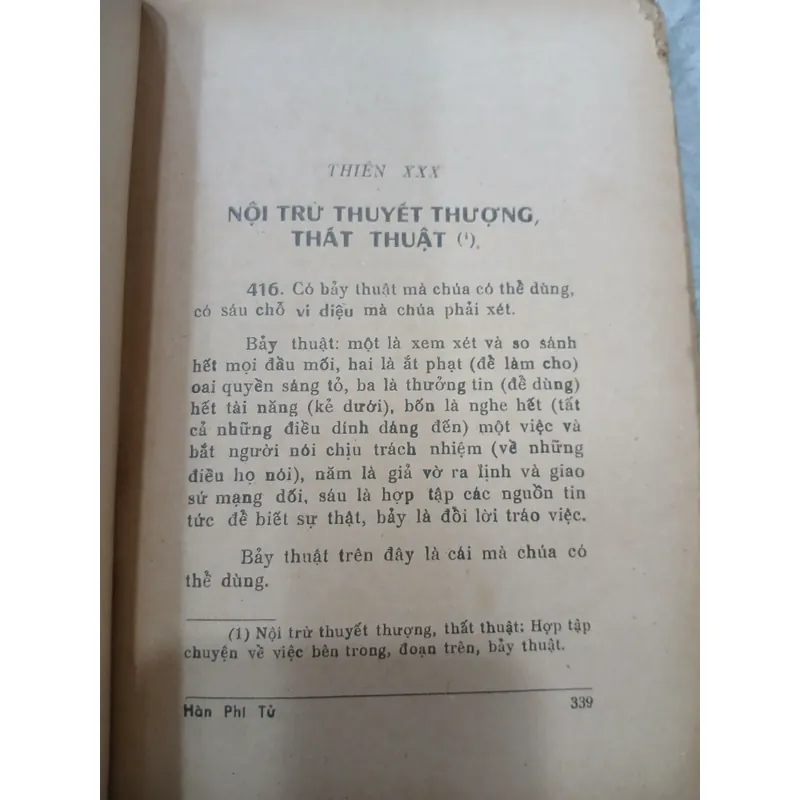 THIÊN XXX
NỘI TRỪ THUYẾT THƯỢNG,
THẤT THUẬT (¹).
416. Có bảy thuật mà chúa có thể dùng,
có sáu chỗ vi diệu mà chúa phải xét.
Bảy thuật: một là xem xét và so sánh
hết mọi đầu mối, hai là ắt phạt (để làm cho)
oai quyền sáng tỏ, ba là thưởng tin (để dùng)
hết tài năng (kẻ dưới), bốn là nghe hết (tất
cả những điều dính dáng đến) một việc và
bắt người nói chịu trách nhiệm (về những
điều họ nói), năm là giả vờ ra lịnh và giao
sứ mạng dối, sáu là hợp tập các nguồn tin
tức để biết sự thật, bảy là đổi lời tráo việc.
Bảy thuật trên đây là cái mà chúa có
thể dùng.
(1) Nội trừ thuyết thượng, thất thuật: Hợp tập
chuyện về việc bên trong, đoạn trên, bảy thuật.
Hàn Phi Tử 339